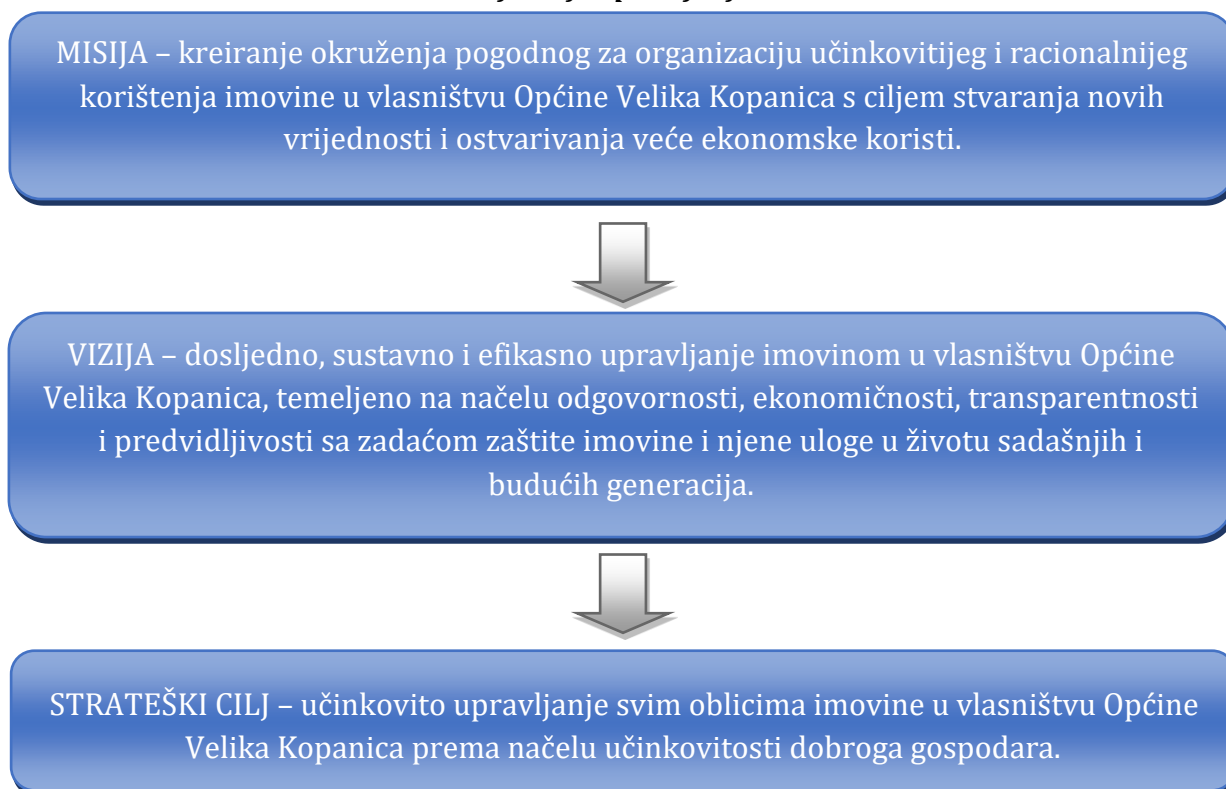 MISIJA – kreiranje okruženja pogodnog za organizaciju učinkovitijeg i racionalnijeg
korištenja imovine u vlasništvu Općine Velika Kopanica s ciljem stvaranja novih
vrijednosti i ostvarivanja veće ekonomske koristi.
VIZIJA – dosljedno, sustavno i efikasno upravljanje imovinom u vlasništvu Općine
Velika Kopanica, temeljeno na načelu odgovornosti, ekonomičnosti, transparentnosti
i predvidljivosti sa zadaćom zaštite imovine i njene uloge u životu sadašnjih i
budućih generacija.
STRATEŠKI CILJ – učinkovito upravljanje svim oblicima imovine u vlasništvu Općine
Velika Kopanica prema načelu učinkovitosti dobroga gospodara.